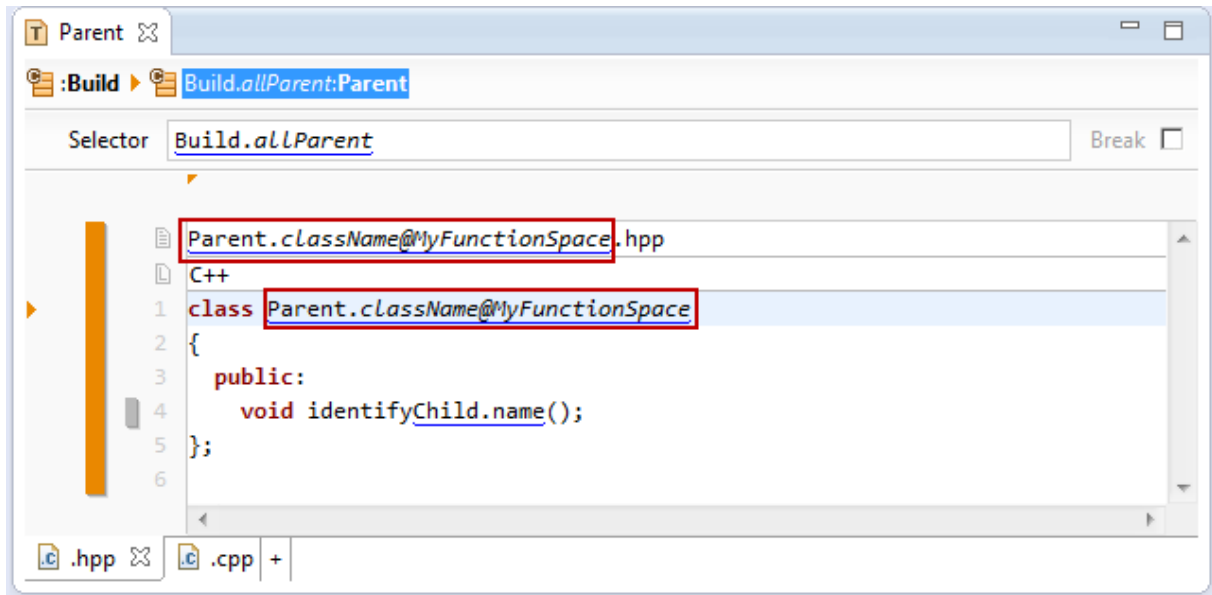 Parent
:Build Build.allParent:Parent
Selector Build.allParent Break
Parent.className@MyFunctionSpace.hpp
C++
1 class Parent.className@MyFunctionSpace
2 {
3 public:
4 void identifyChild.name();
5 };
6
.hpp .cpp +